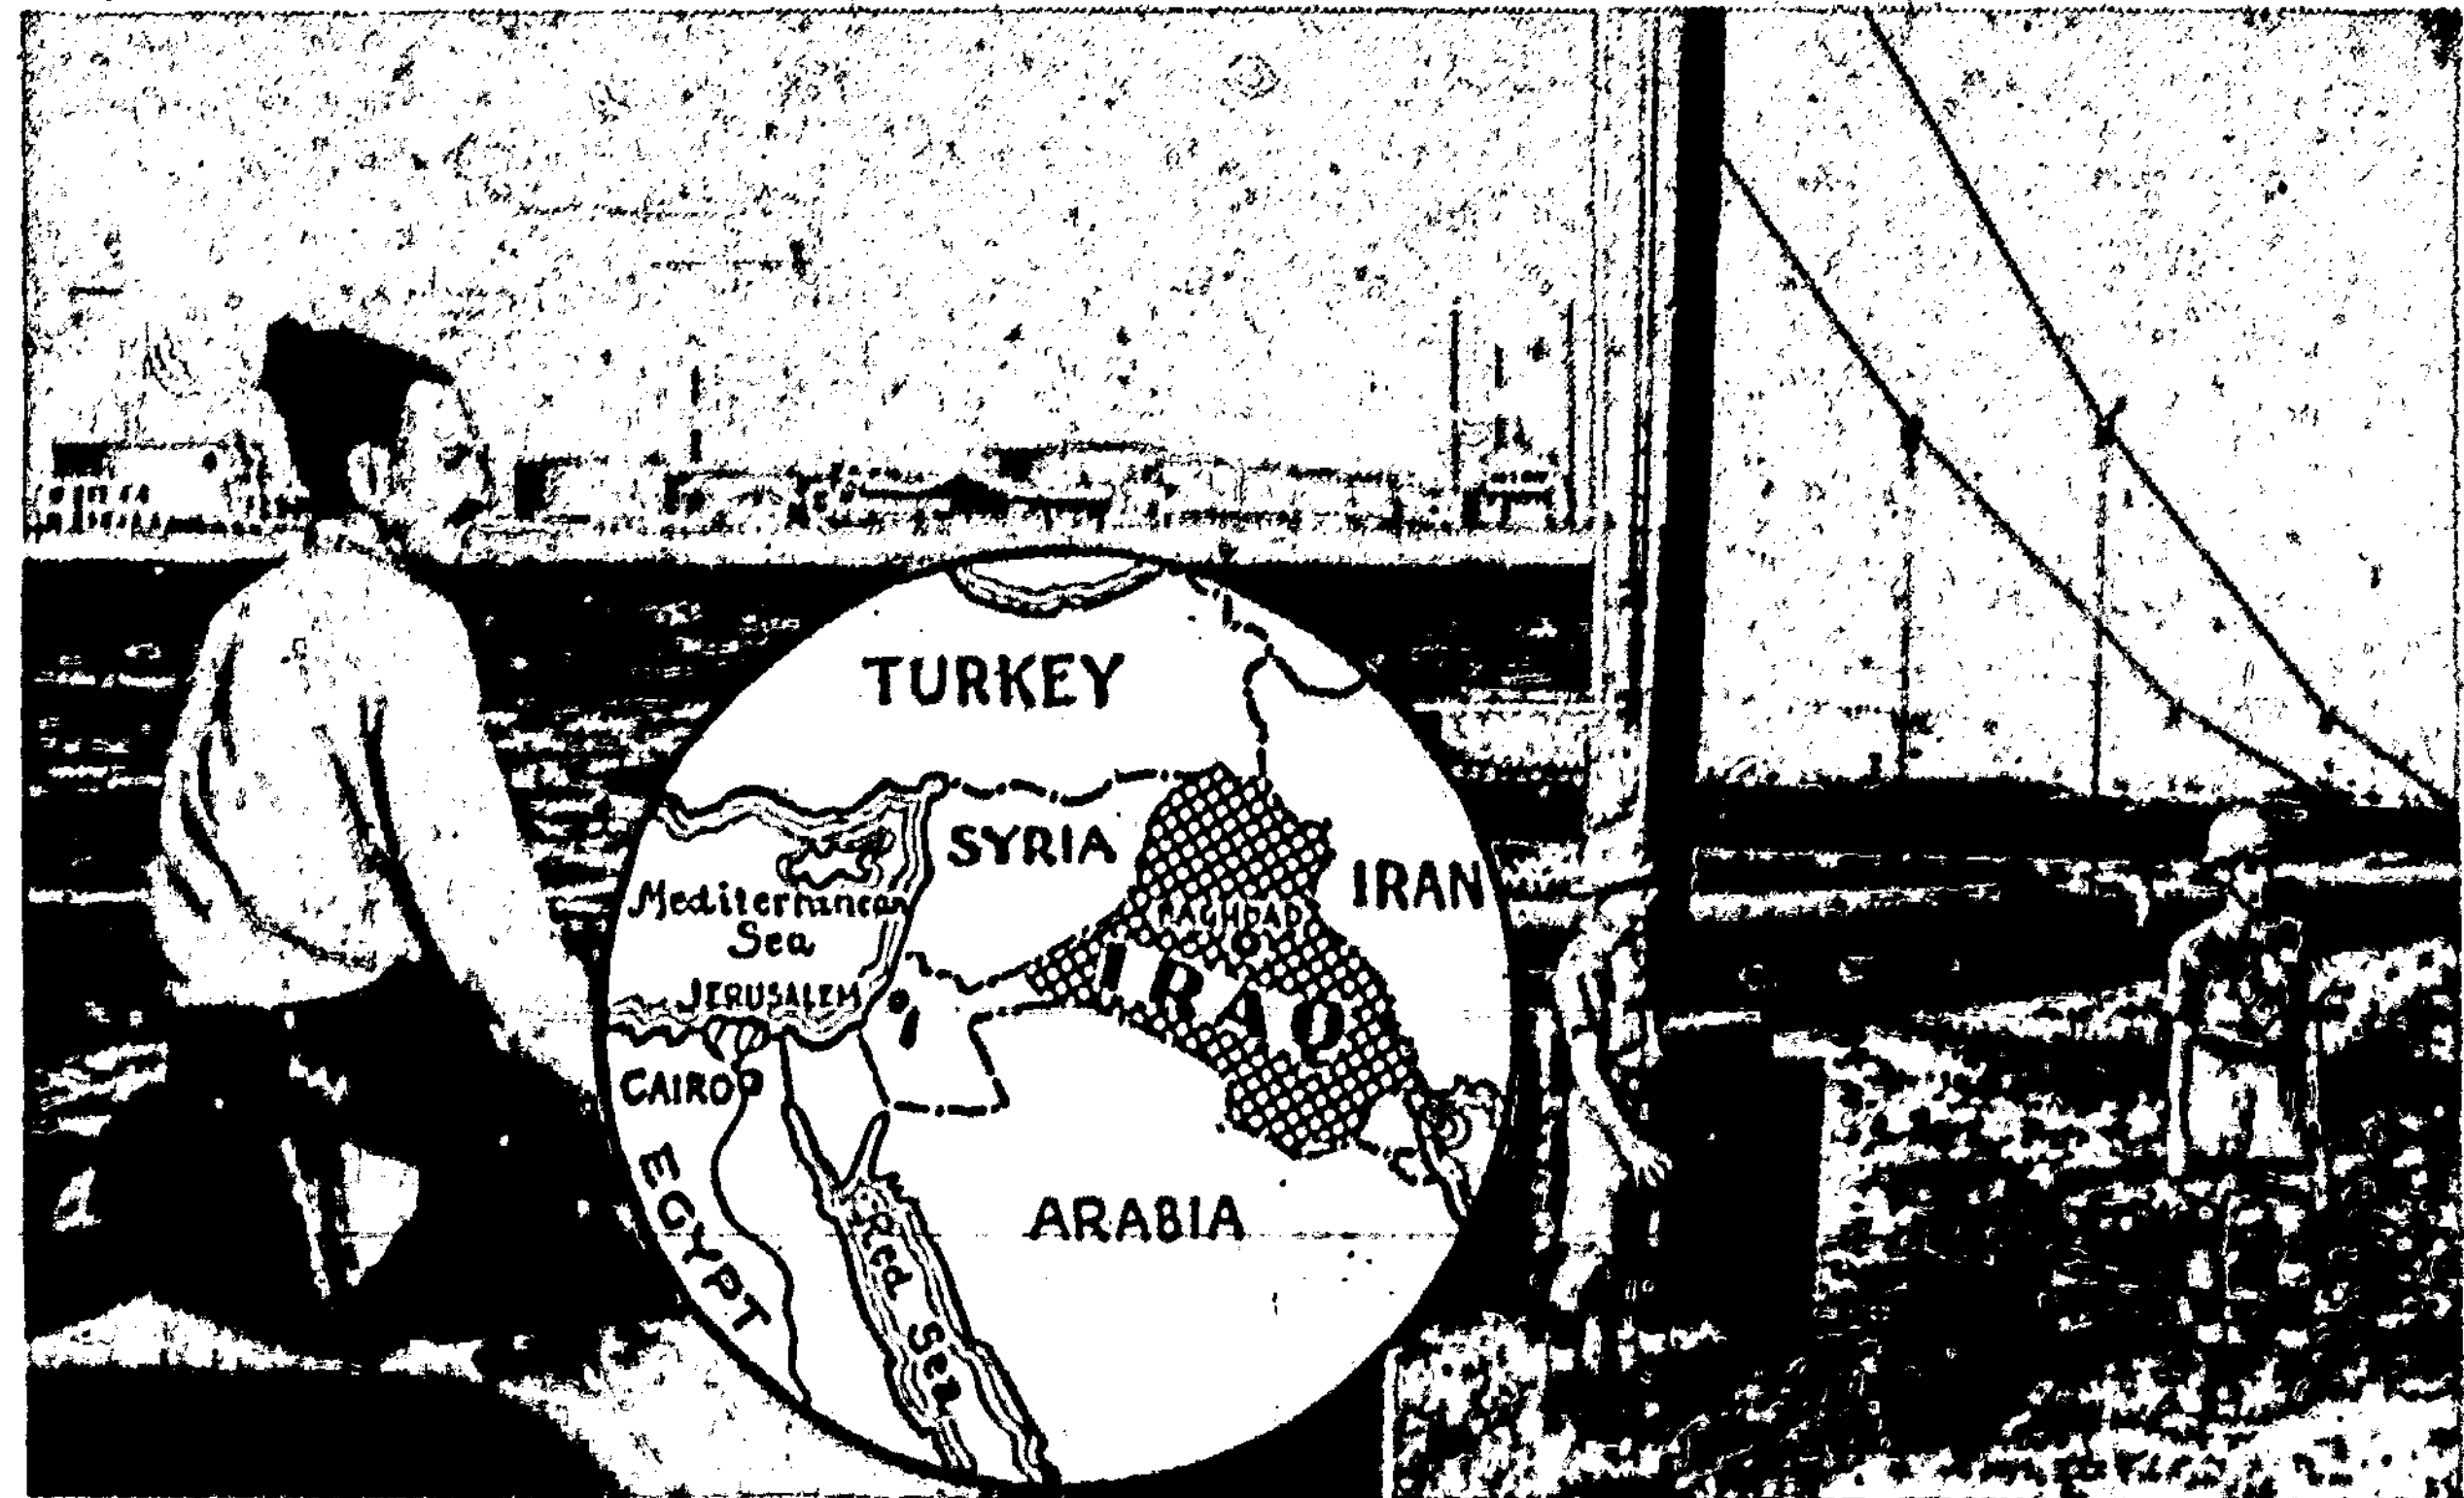 TURKEY
SYRIA
IRAN
Mediterranean
Sea
BAGHDAD
IRAQ
JERUSALEM
CAIRO
EGYPT
Red Sea
ARABIA